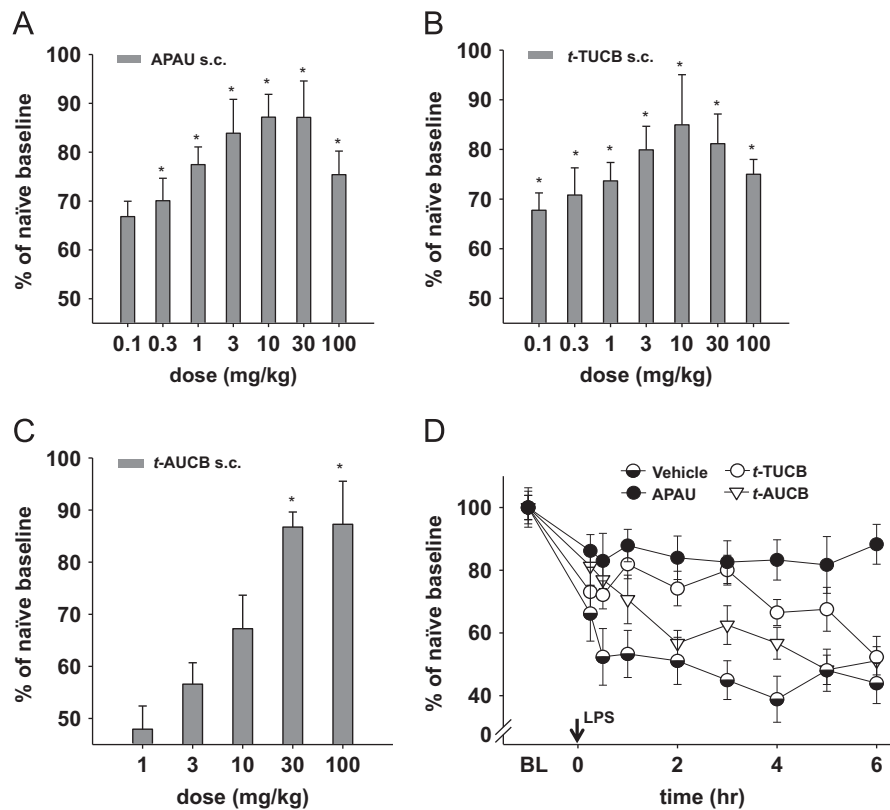 A
APAU s.c.
% of naïve baseline
100
90
80
70
60
50
* * * * * *
0.1 0.3 1 3 10 30 100
dose (mg/kg)
B
t-TUCB s.c.
% of naïve baseline
100
90
80
70
60
50
* * * * * * *
0.1 0.3 1 3 10 30 100
dose (mg/kg)
C
t-AUCB s.c.
% of naïve baseline
100
90
80
70
60
50
* *
1 3 10 30 100
dose (mg/kg)
D
Vehicle t-TUCB
APAU t-AUCB
% of naïve baseline
100
80
60
40
0
LPS
BL 0 2 4 6
time (hr)